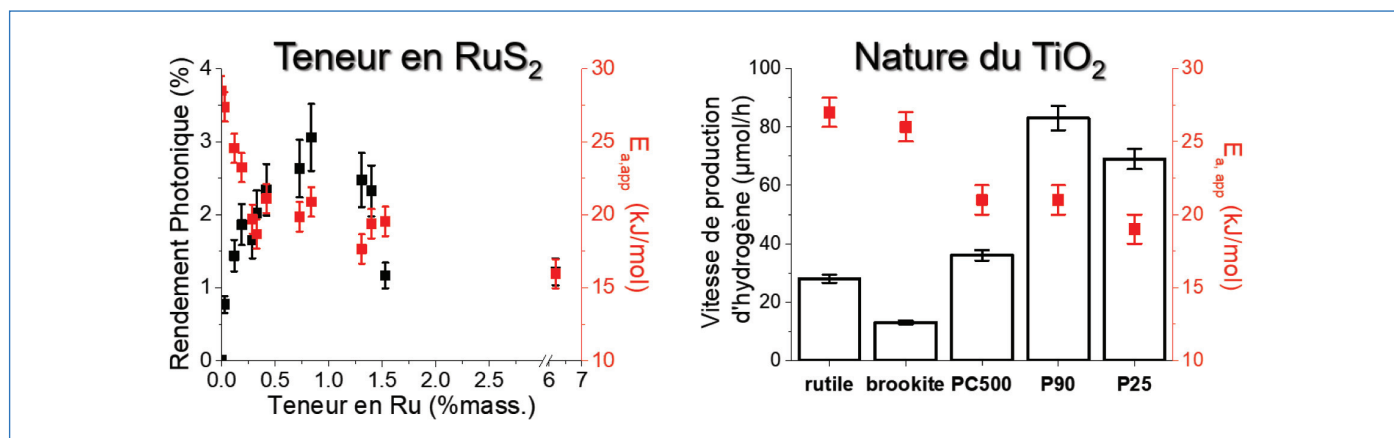 Teneur en RuS2
Rendement Photonique (%)
4
3
2
1
0
30
25
20
15
10
Ea,app (kJ/mol)
0.0 0.5 1.0 1.5 2.0 2.5 6 7
Teneur en Ru (%mass.)
Nature du TiO2
Vitesse de production
d'hydrogène (µmol/h)
100
80
60
40
20
0
30
25
20
15
10
Ea, app (kJ/mol)
rutile brookite PC500 P90 P25